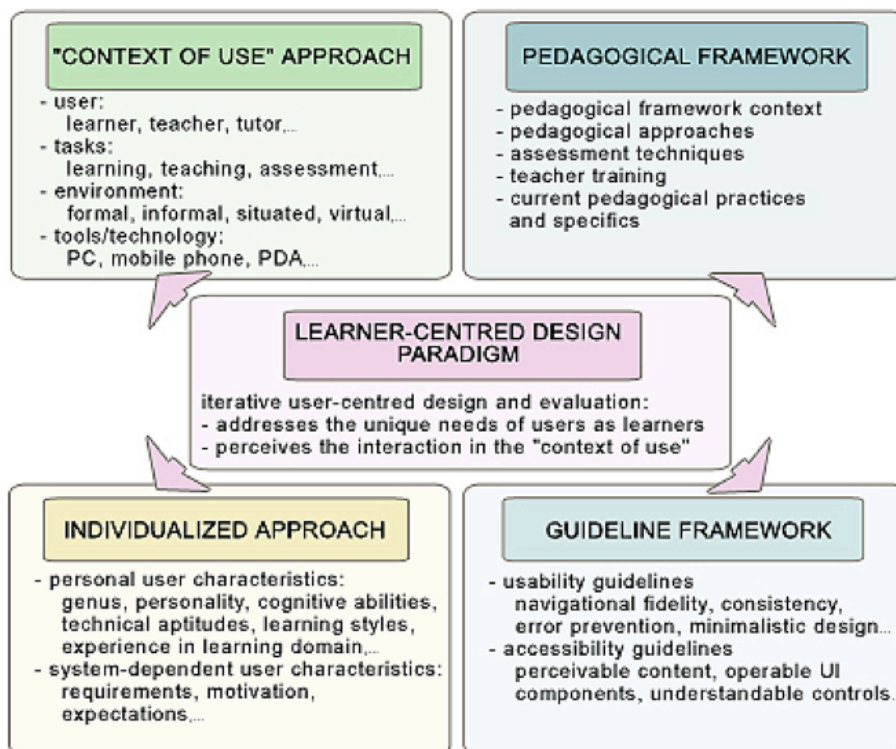 "CONTEXT OF USE" APPROACH
- user:
learner, teacher, tutor,...
- tasks:
learning, teaching, assessment,...
- environment:
formal, informal, situated, virtual,...
- tools/technology:
PC, mobile phone, PDA,...
PEDAGOGICAL FRAMEWORK
- pedagogical framework context
- pedagogical approaches
- assessment techniques
- teacher training
- current pedagogical practices
and specifics
LEARNER-CENTRED DESIGN
PARADIGM
iterative user-centred design and evaluation:
- addresses the unique needs of users as learners
- perceives the interaction in the "context of use"
INDIVIDUALIZED APPROACH
- personal user characteristics:
genus, personality, cognitive abilities,
technical aptitudes, learning styles,
experience in learning domain,...
- system-dependent user characteristics:
requirements, motivation,
expectations,...
GUIDELINE FRAMEWORK
- usability guidelines
navigational fidelity, consistency,
error prevention, minimalistic design...
- accessibility guidelines
perceivable content, operable UI
components, understandable controls...